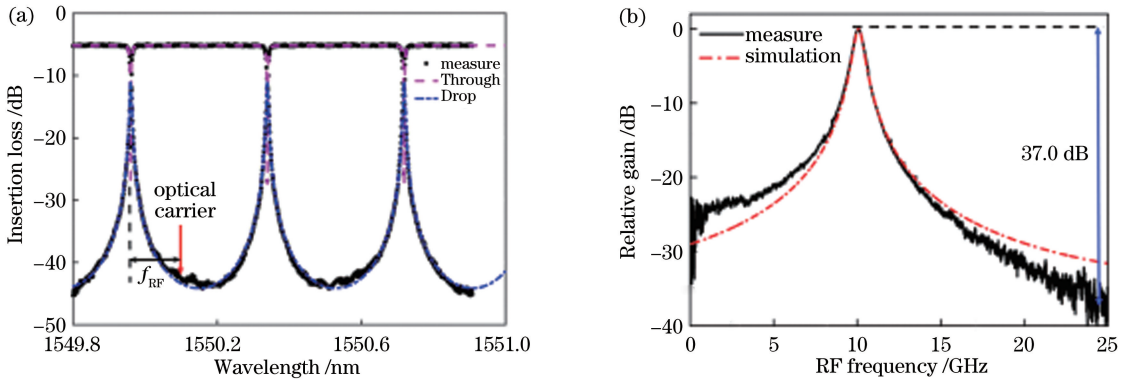 (a)
0
−10
−20
−30
−40
−50
Insertion loss /dB
measure
Through
Drop
optical
carrier
fRF
1549.8
1550.2
1550.6
1551.0
Wavelength /nm
(b)
0
−10
−20
−30
−40
Relative gain /dB
measure
simulation
37.0 dB
0
5
10
15
20
25
RF frequency /GHz